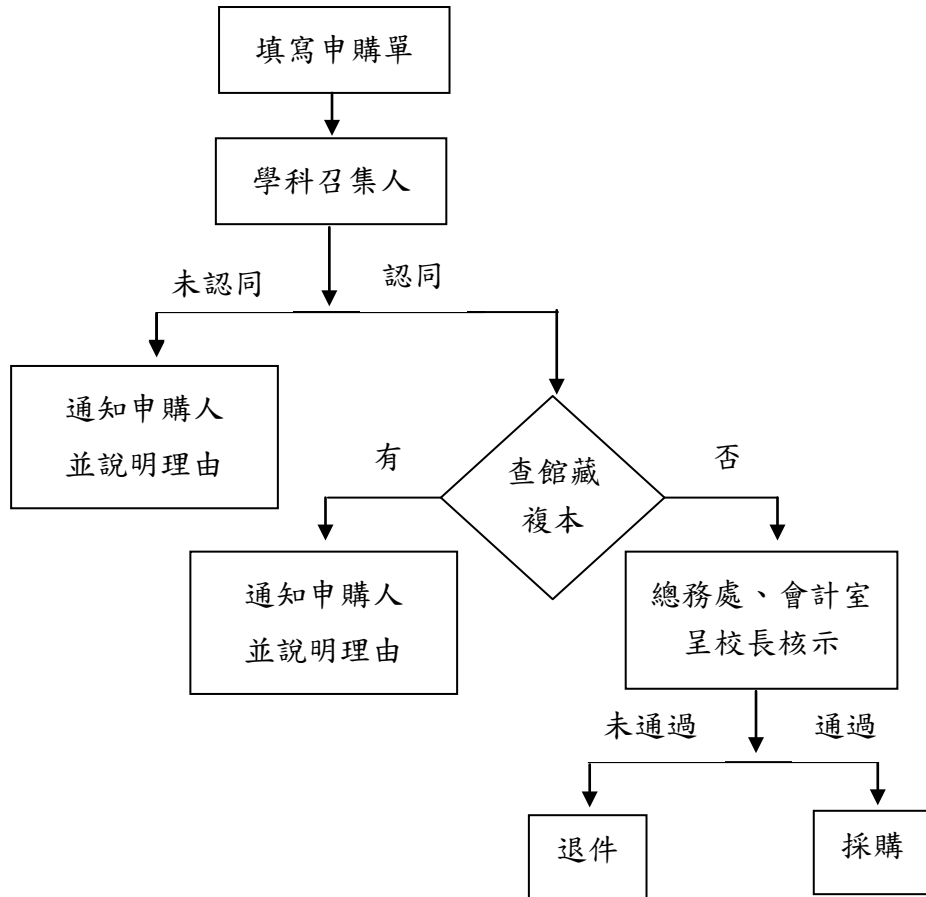 填寫申購單
學科召集人
未認同
認同
通知申購人
並說明理由
有
查館藏
複本
否
通知申購人
並說明理由
總務處、會計室
呈校長核示
未通過
通過
退件
採購